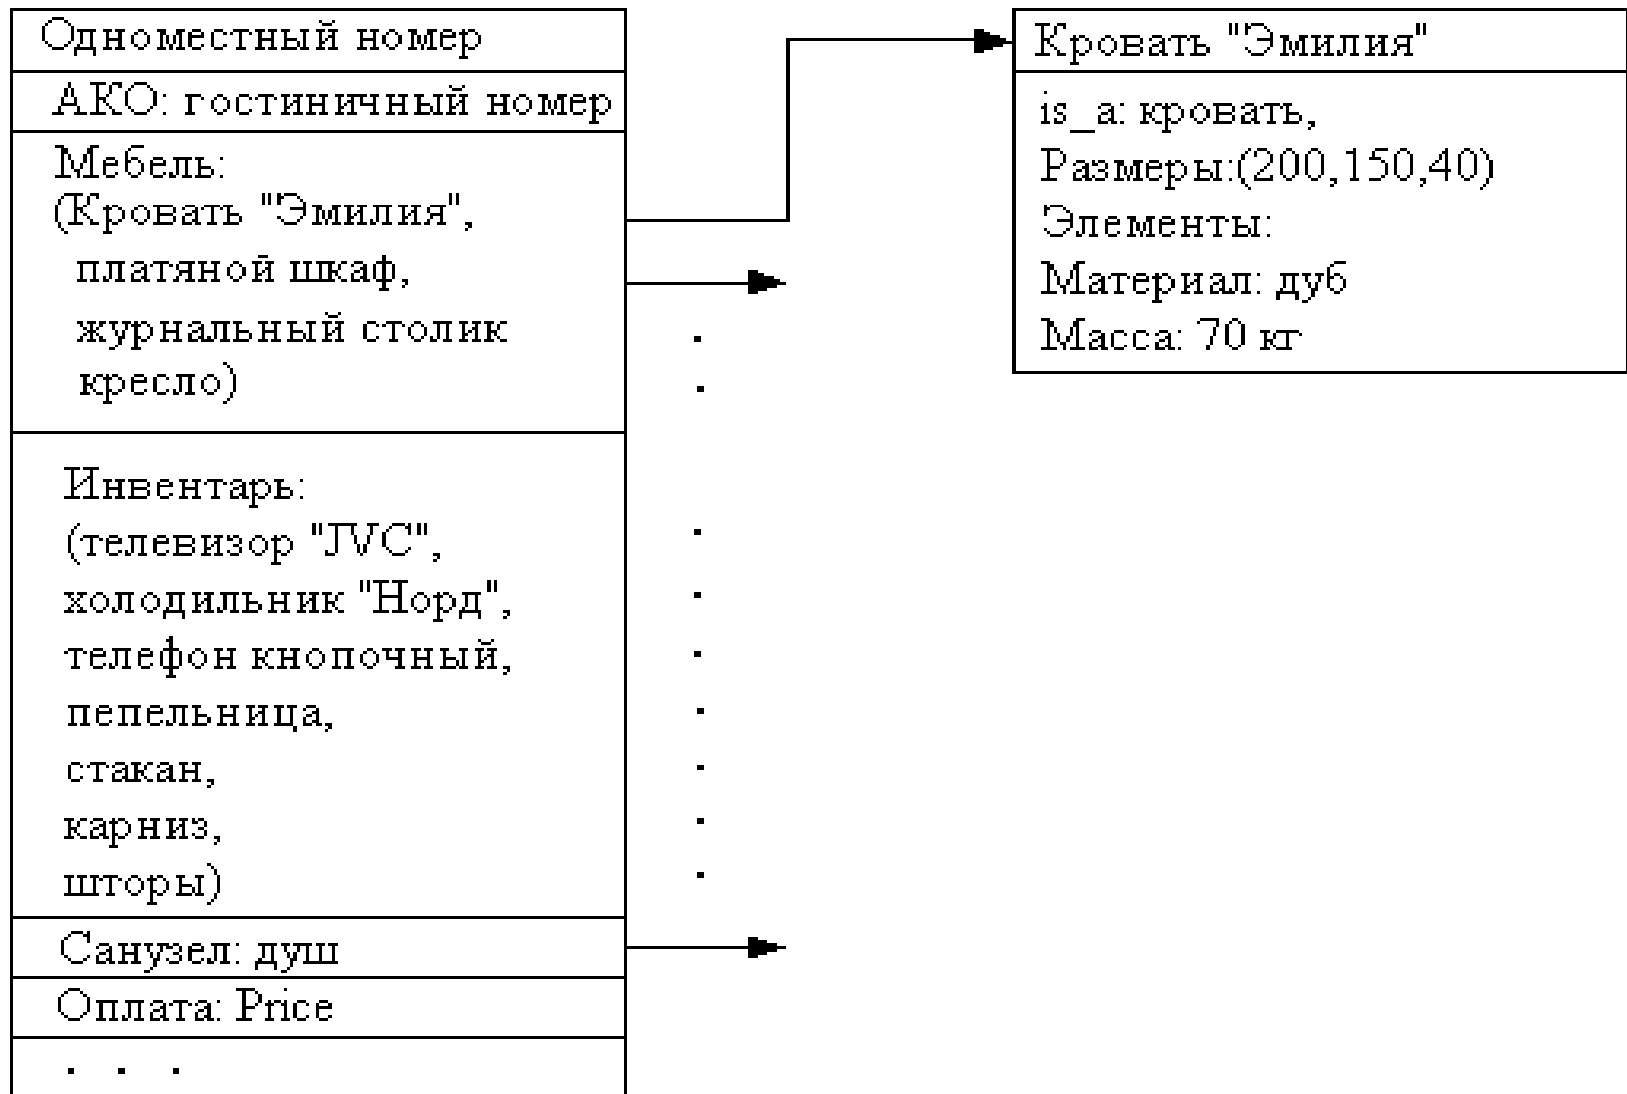 Одноместный номер
АКО: гостиничный номер
Мебель:
(Кровать "Эмилия",
платяной шкаф,
журнальный столик
кресло)
Инвентарь:
(телевизор "JVC",
холодильник "Норд",
телефон кнопочный,
пепельница,
стакан,
карниз,
шторы)
Санузел: душ
Оплата: Price
. . .
Кровать "Эмилия"
is_a: кровать,
Размеры:(200,150,40)
Элементы:
Материал: дуб
Масса: 70 кг